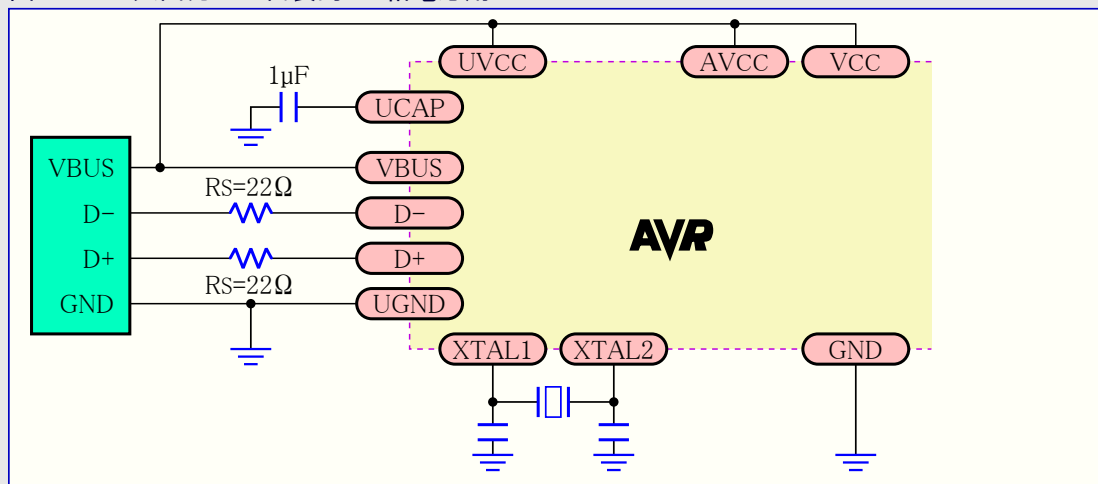 UVCC
AVCC
VCC
1µF
UCAP
VBUS
VBUS
RS=22Ω
D−
D−
AVR
D+
D+
RS=22Ω
GND
UGND
XTAL1
XTAL2
GND